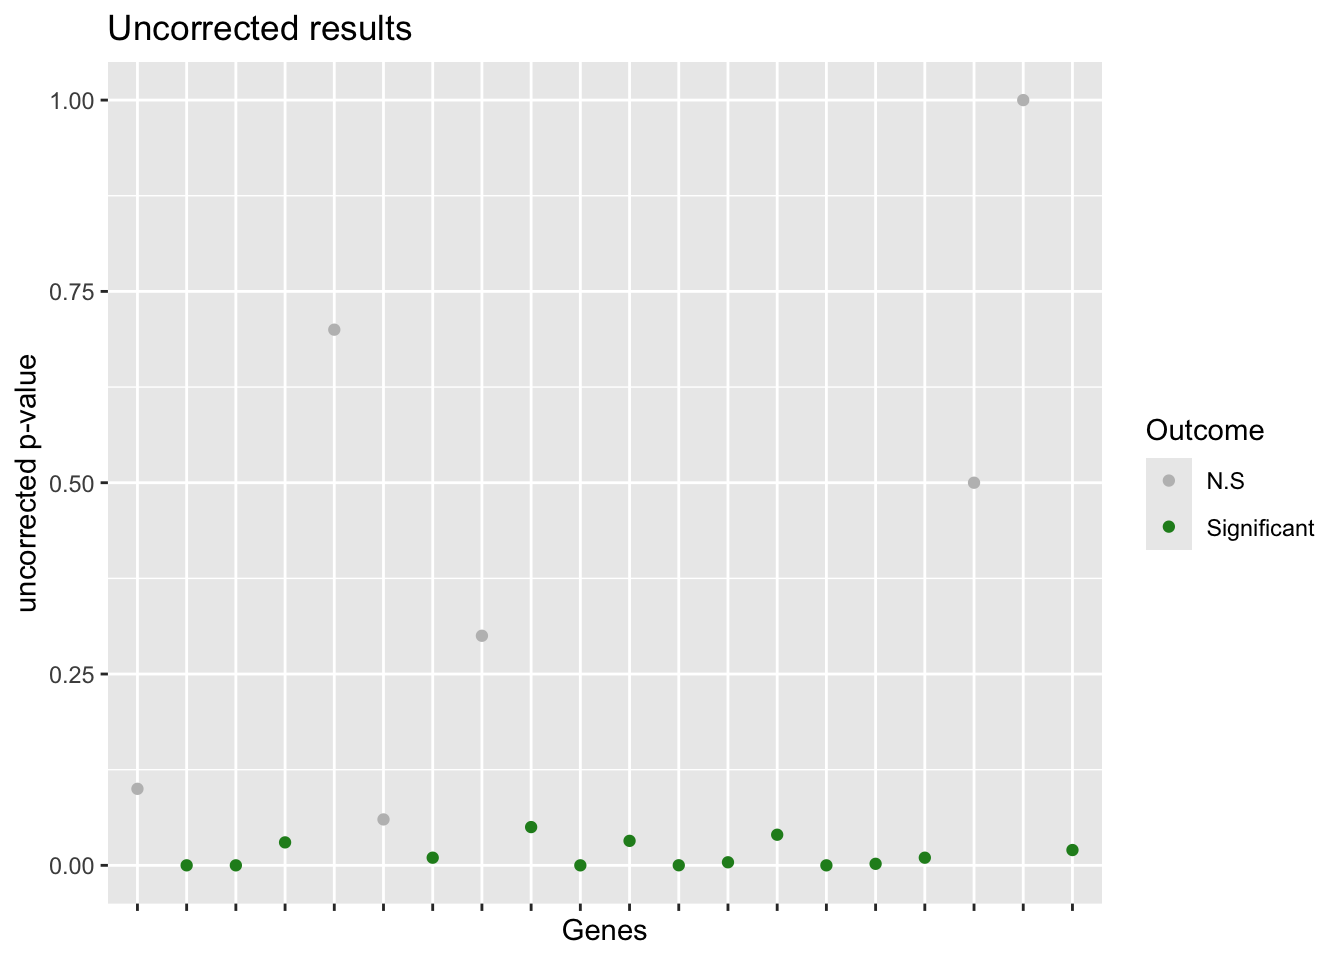 Uncorrected results
1.00
0.75
0.50
0.25
0.00
uncorrected p-value
Genes
Outcome
N.S
Significant